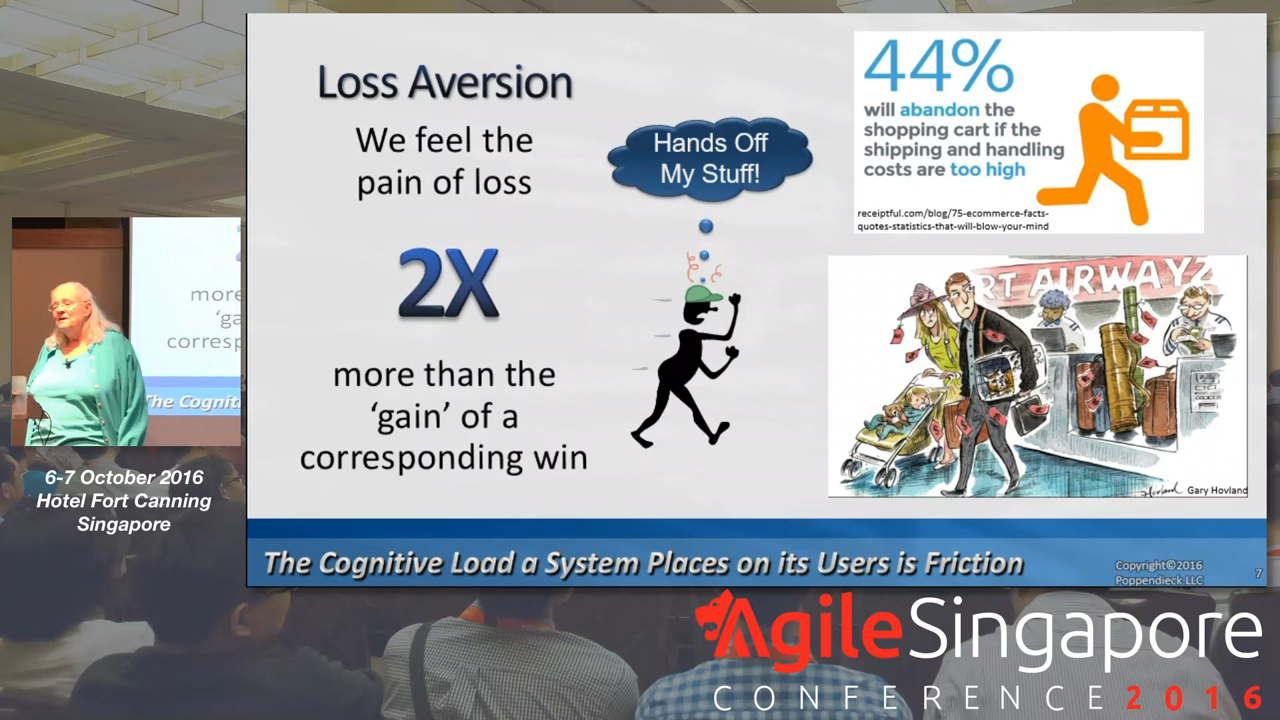 Loss Aversion
We feel the
pain of loss
2X
more than the
‘gain’ of a
corresponding win
Hands Off
My Stuff!
44%
will abandon the
shopping cart if the
shipping and handling
costs are too high
receiptful.com/blog/75-ecommerce-facts-
quotes-statistics-that-will-blow-your-mind
RT AIRWAYZ
Gary Hovland
The Cognitive Load a System Places on its Users is Friction
Copyright©2016
Poppendieck LLC
7
more
‘ga
corresp
The Cogniti
6-7 October 2016
Hotel Fort Canning
Singapore
AgileSingapore
CONFERENCE 2016